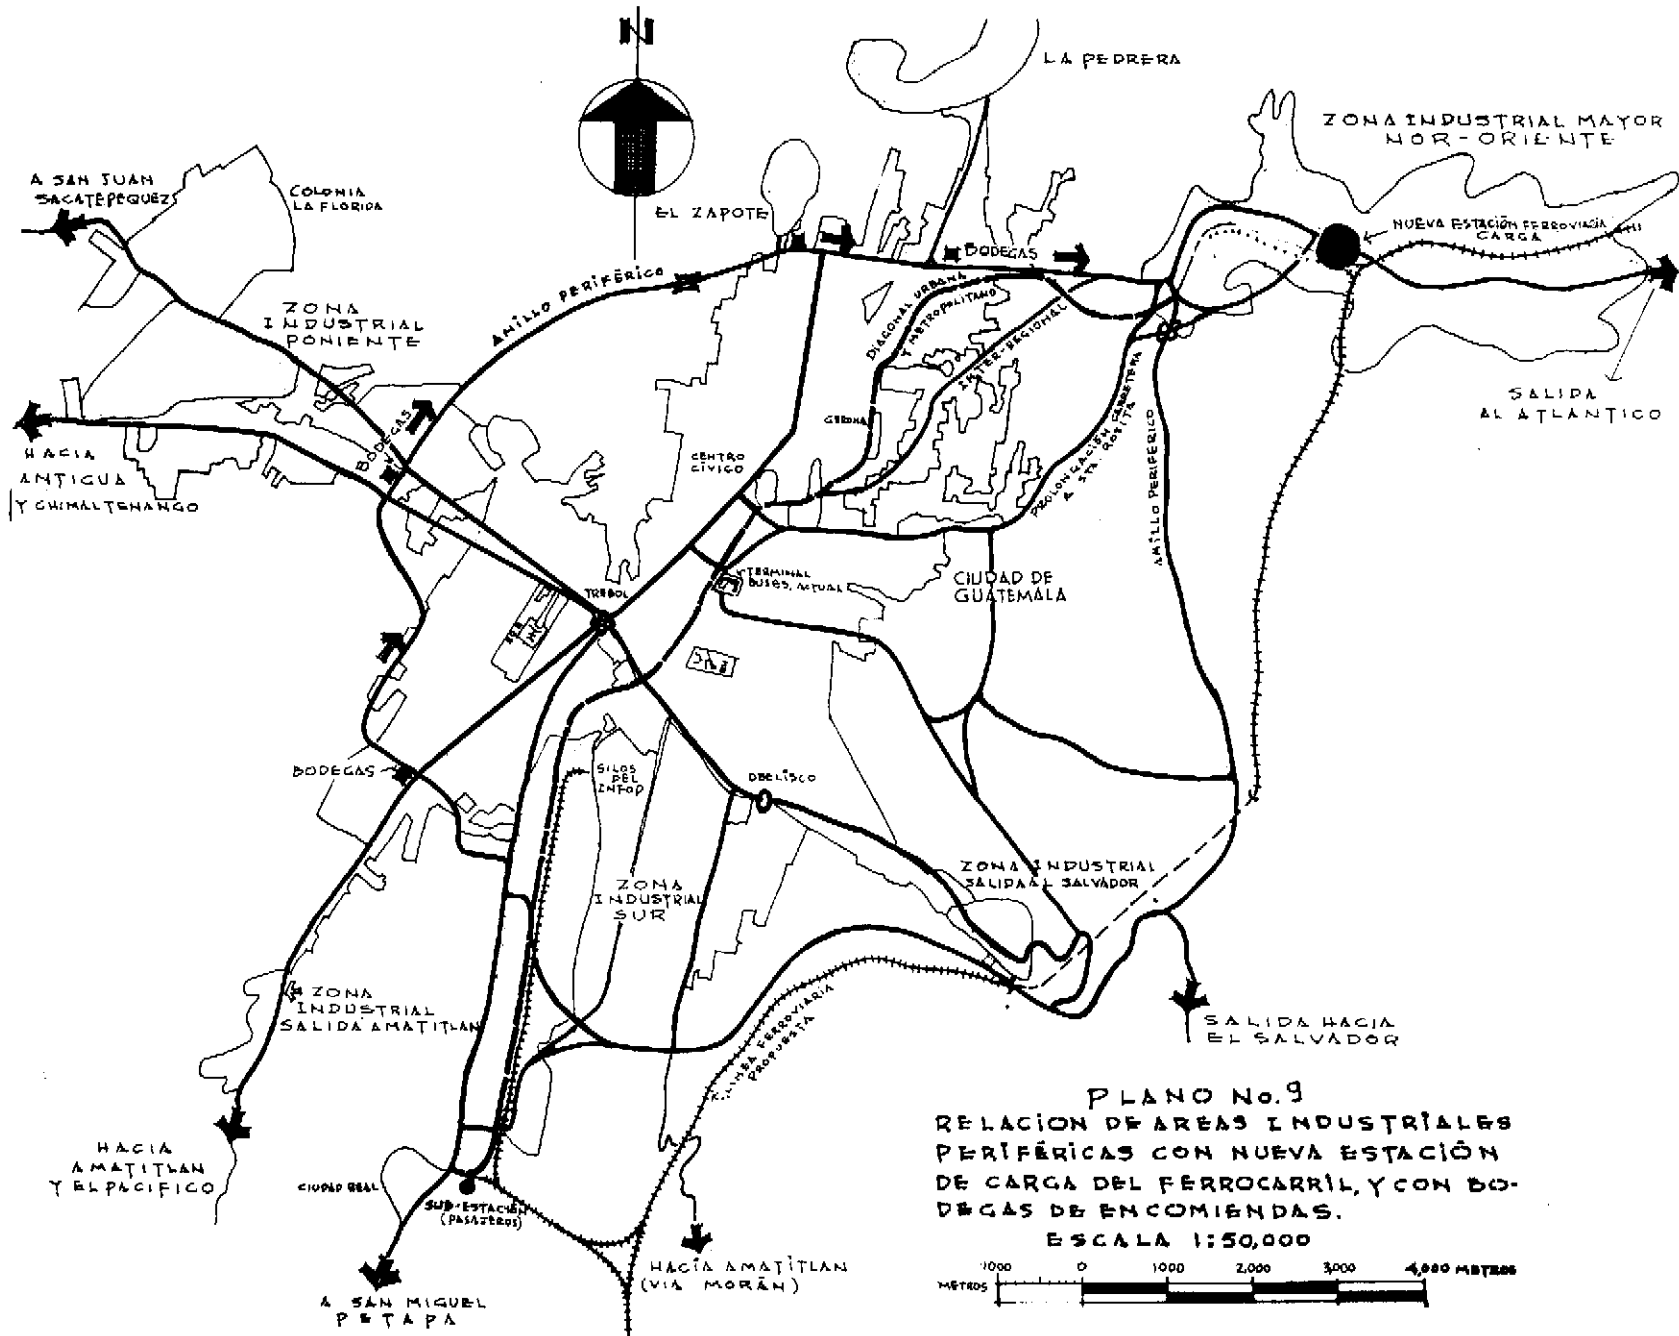 N
LA PEDRERA
ZONA INDUSTRIAL MAYOR
NOR-ORIENTE
A SAN JUAN
SACATEPEQUEZ
COLONIA
LA FLORIDA
EL ZAPOTE
BODEGAS
NUEVA ESTACIÓN FERROVIARIA
CARGA
ANILLO PERIFÉRICO
ZONA
INDUSTRIAL
PONIENTE
DIAGONAL URBANA
Y METROPOLITANO
INTER-REGIONAL
SALIDA
AL ATLANTICO
PROLONGACIÓN CARRETERA
A STA. ROSITA
ANILLO PERIFERICO
GERONA
BODEGAS
CENTRO
CÍVICO
HACIA
ANTIGUA
Y CHIMALTENANGO
TERMINAL
BUSES, ACTUAL
CIUDAD DE
GUATEMALA
TREBOL
BODEGAS
SILOS
DEL
INFOP
OBELISCO
ZONA INDUSTRIAL
SALIDA AL SALVADOR
ZONA
INDUSTRIAL
SUR
ZONA
INDUSTRIAL
SALIDA AMATITLAN
LINEA FERROVIARIA
PROPUESTA
SALIDA HACIA
EL SALVADOR
HACIA
AMATITLAN
Y EL PACIFICO
CIUDAD REAL
SUB-ESTACIÓN
(PASAJEROS)
HACIA AMATITLAN
(VIA MORÁN)
A SAN MIGUEL
PETAPA
PLANO No. 9
RELACION DE AREAS INDUSTRIALES
PERIFÉRICAS CON NUEVA ESTACIÓN
DE CARGA DEL FERROCARRIL, Y CON BO-
DEGAS DE ENCOMIENDAS.
ESCALA 1:50,000
METROS 1000 0 1,000 2,000 3,000 4,000 METROS